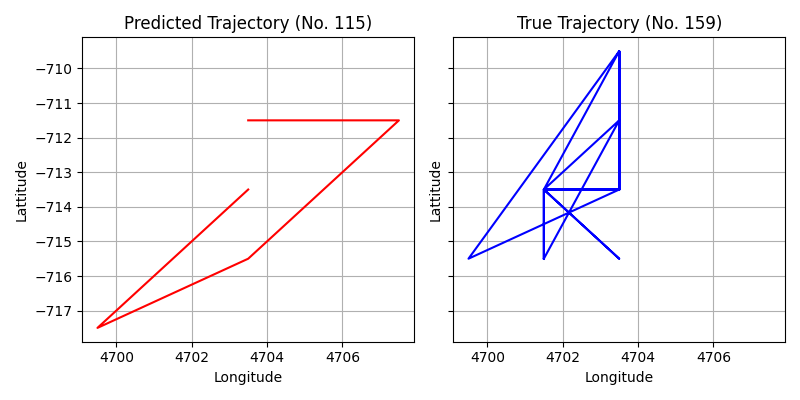 Predicted Trajectory (No. 115)
True Trajectory (No. 159)
Lattitude
−710
−711
−712
−713
−714
−715
−716
−717
4700 4702 4704 4706
Longitude
Lattitude
4700 4702 4704 4706
Longitude